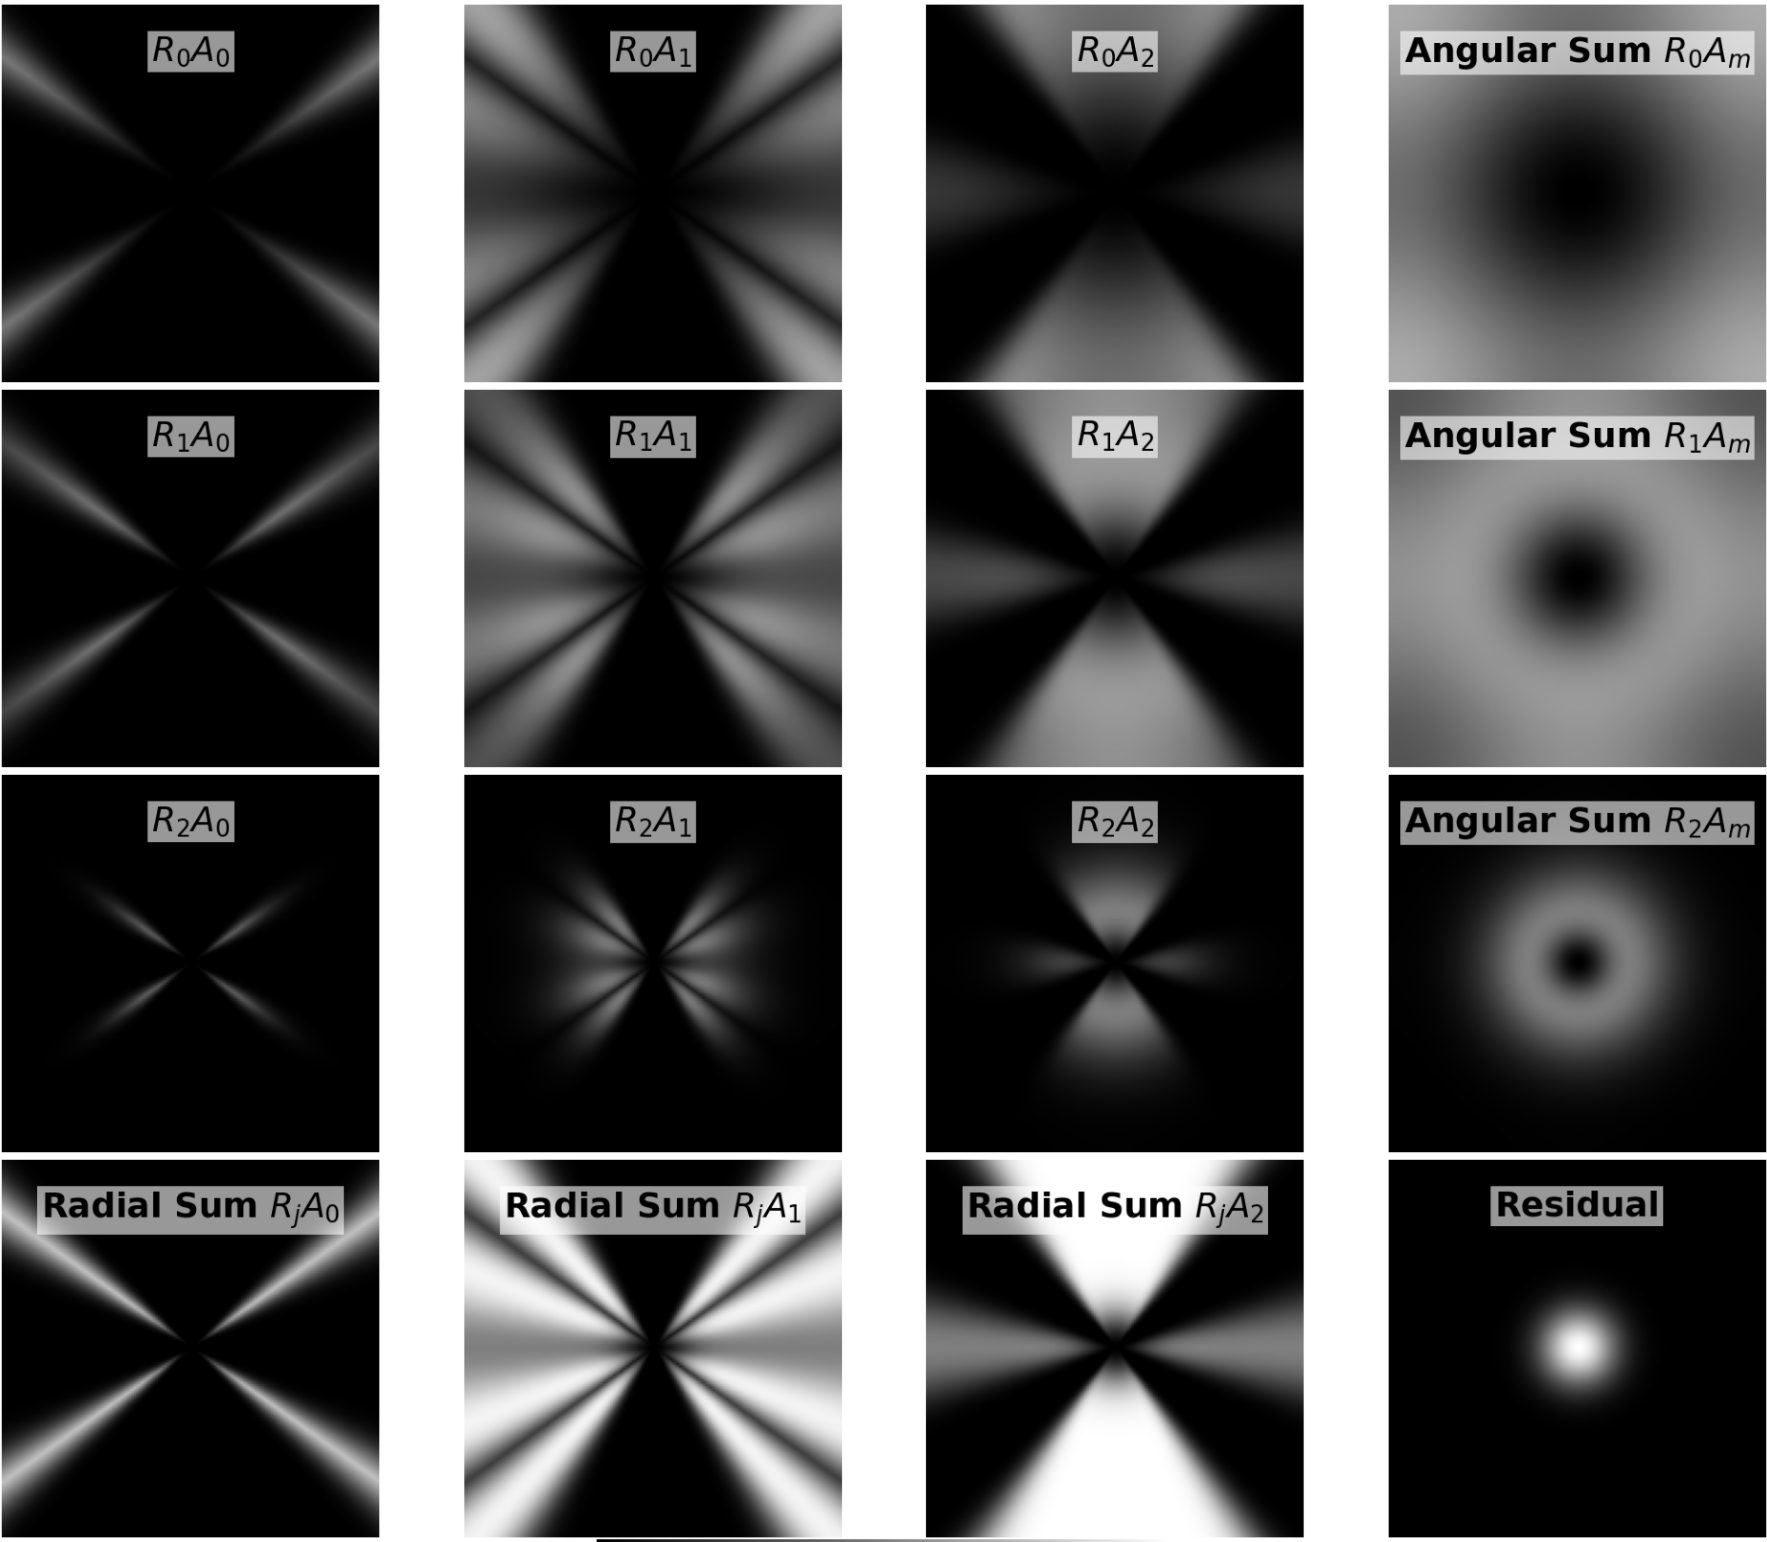 R₀A₀
R₀A₁
R₀A₂
Angular Sum R₀Aₘ
R₁A₀
R₁A₁
R₁A₂
Angular Sum R₁Aₘ
R₂A₀
R₂A₁
R₂A₂
Angular Sum R₂Aₘ
Radial Sum RⱼA₀
Radial Sum RⱼA₁
Radial Sum RⱼA₂
Residual